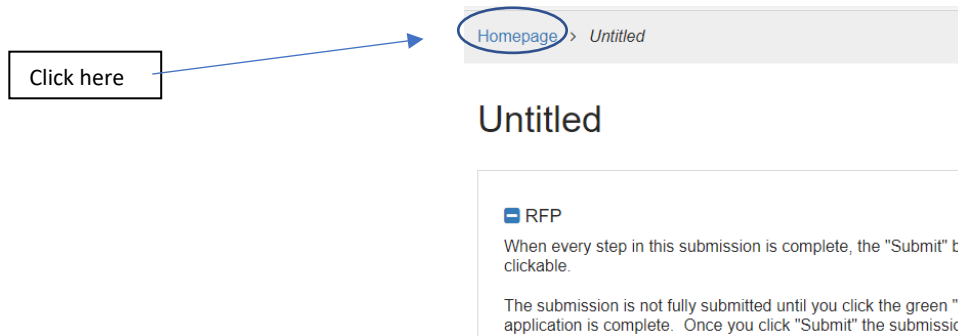 Homepage > Untitled
Click here
Untitled
RFP
When every step in this submission is complete, the "Submit"
clickable.
The submission is not fully submitted until you click the green "
application is complete. Once you click "Submit" the